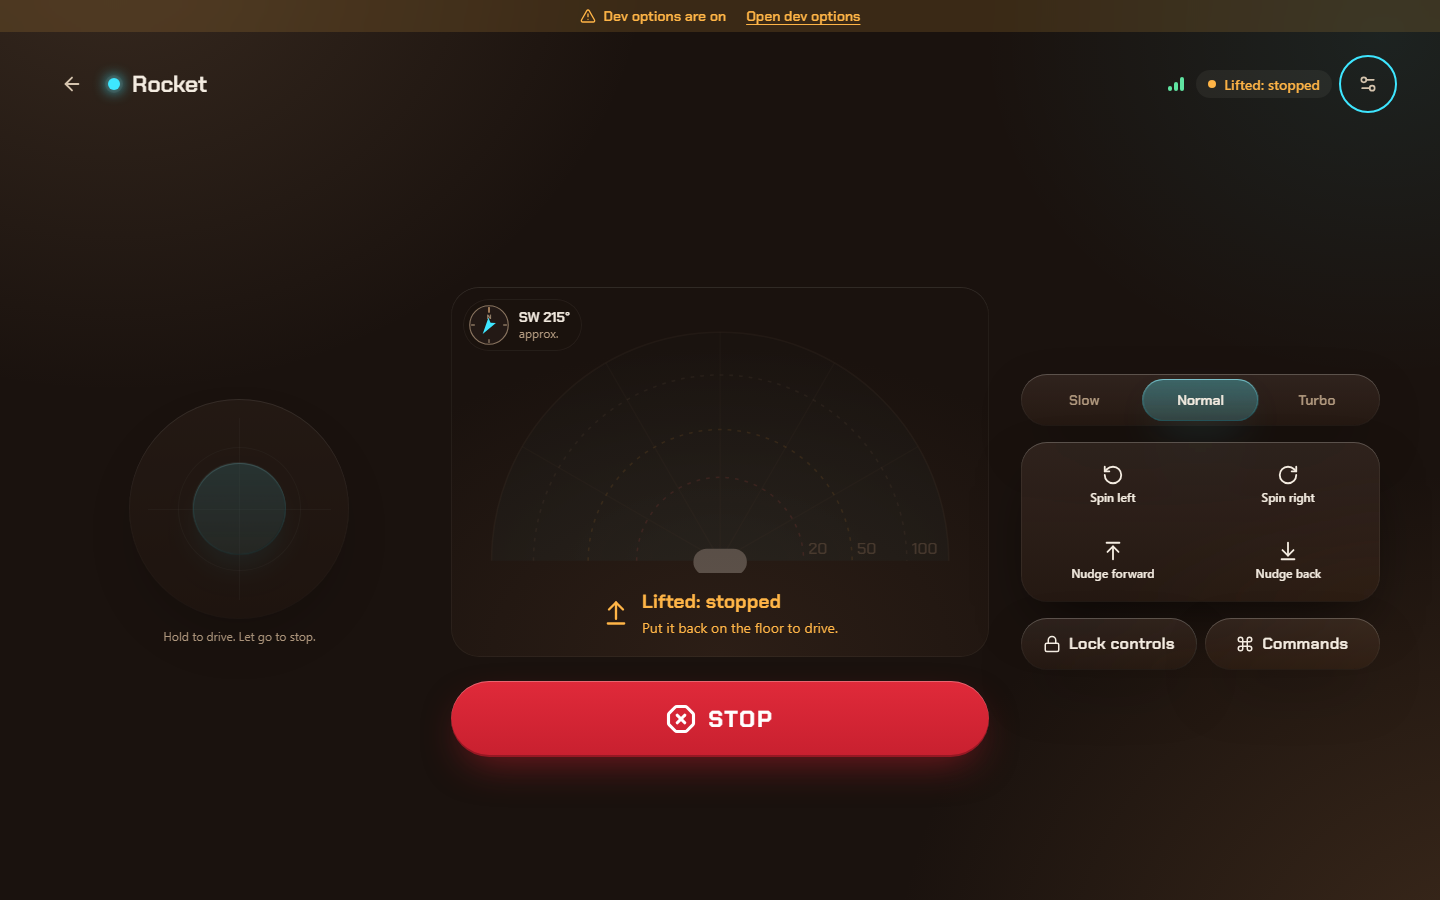 Dev options are on Open dev options
Rocket
Lifted: stopped
N
SW 215°
approx.
20 50 100
Lifted: stopped
Put it back on the floor to drive.
Hold to drive. Let go to stop.
STOP
Slow Normal Turbo
Spin left Spin right
Nudge forward Nudge back
Lock controls Commands